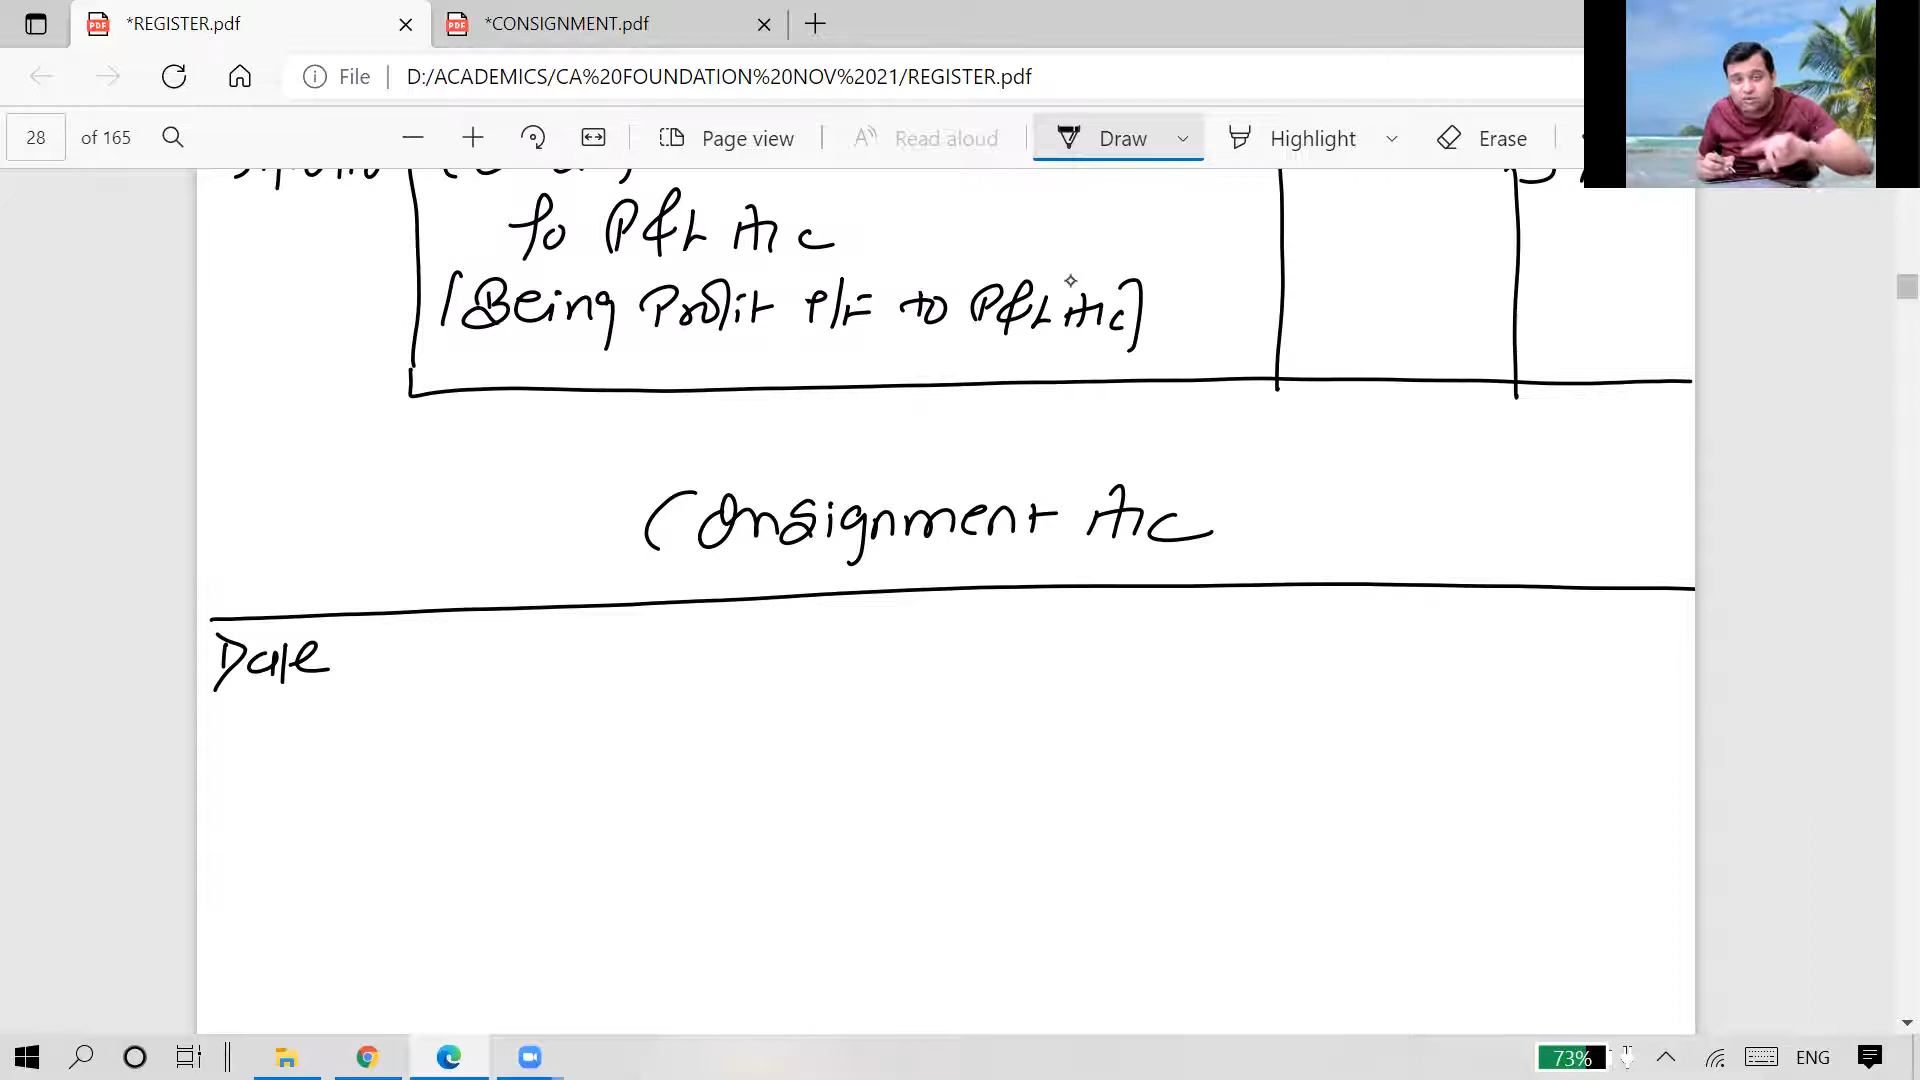 *REGISTER.pdf
*CONSIGNMENT.pdf
File
D:/ACADEMICS/CA%20FOUNDATION%20NOV%2021/REGISTER.pdf
28 of 165
Page view
Read aloud
Draw
Highlight
Erase
To P&L A/c
[Being Profit t/f to P&L A/c]
Consignment A/c
Date
73%
ENG